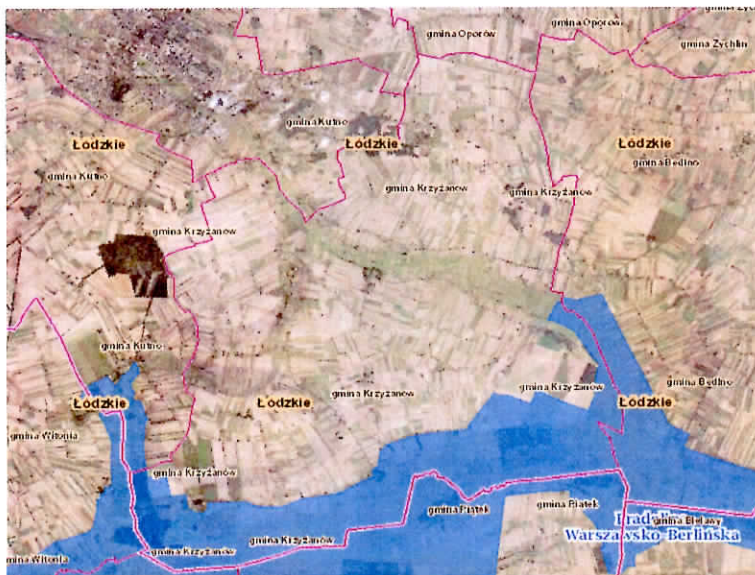 gmina Oporów
gmina Oporów
gmina Żychlin
Łódzkie
gmina Kutno
Łódzkie
Łódzkie
gmina Bedlno
gmina Kutno
gmina Krzyżanów
gmina Krzyżanów
gmina Krzyżanów
gmina Kutno
gmina Krzyżanów
gmina Krzyżanów
gmina Bedlno
Łódzkie
Łódzkie
Łódzkie
gmina Witonia
gmina Krzyżanów
gmina Piątek
gmina Piątek
gmina Bielawy
Warszawsko-Berlińska
gmina Krzyżanów
gmina Krzyżanów
gmina Witonia